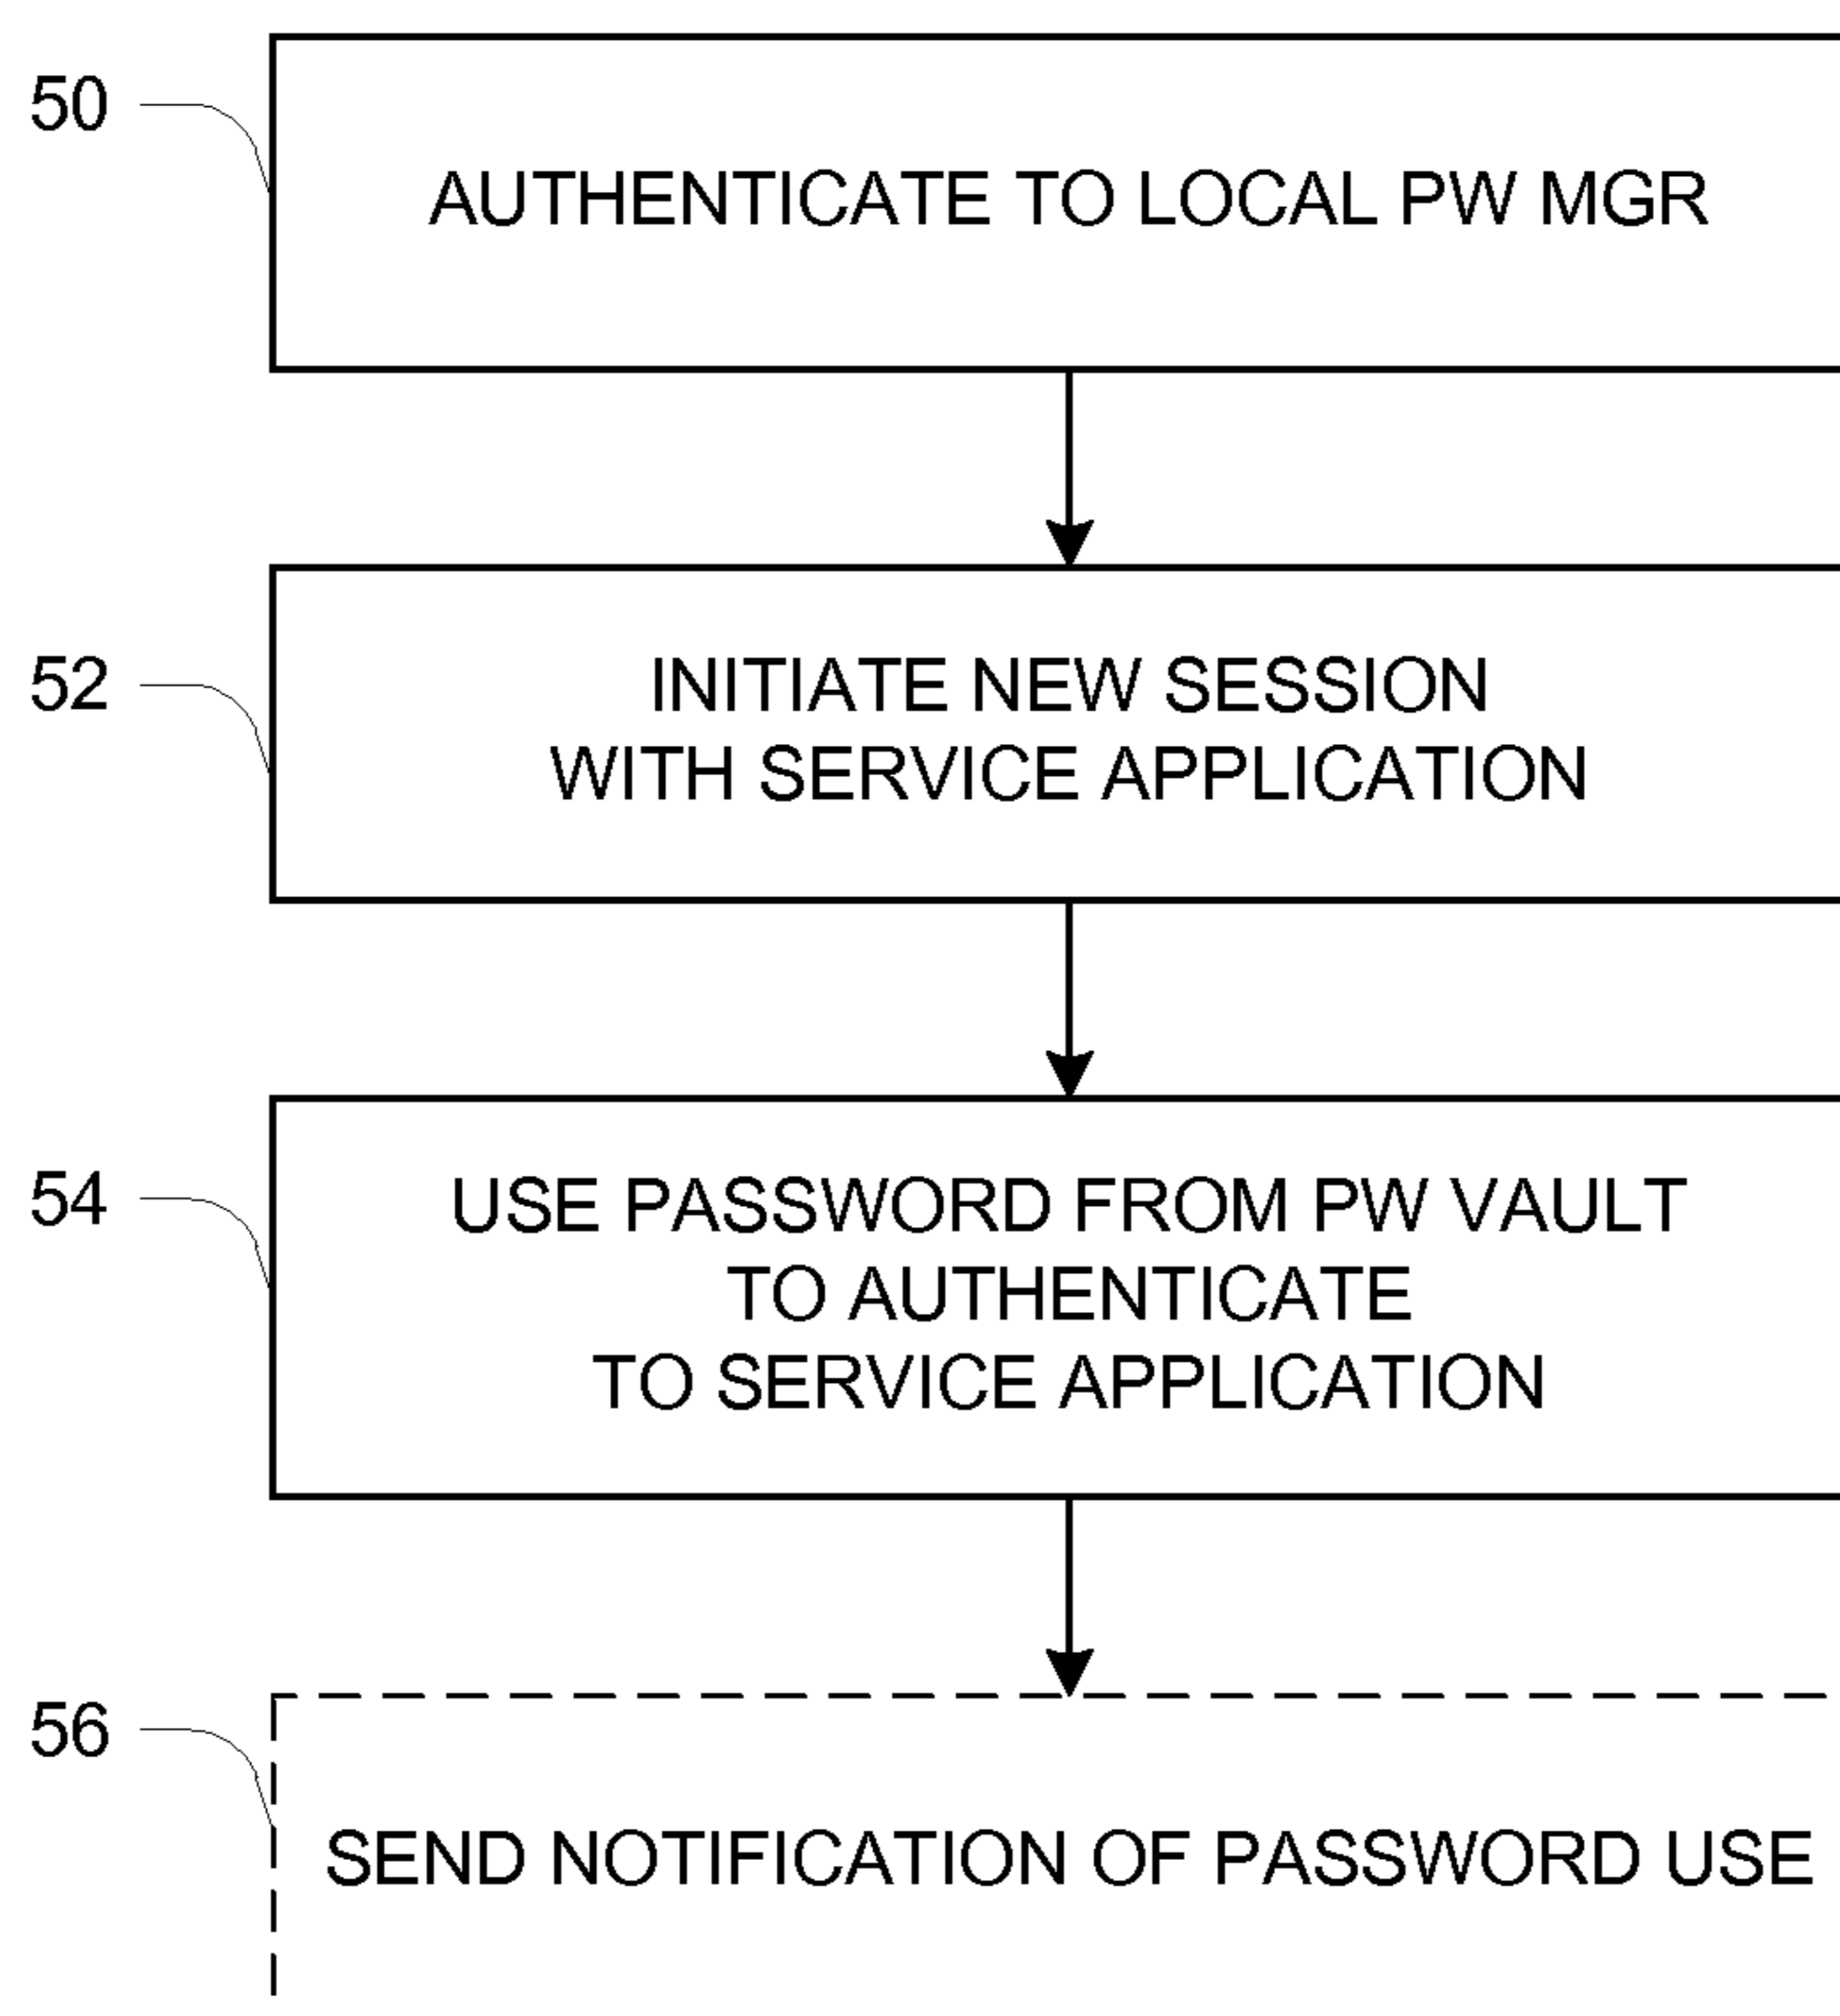 50
AUTHENTICATE TO LOCAL PW MGR
52
INITIATE NEW SESSION
WITH SERVICE APPLICATION
54
USE PASSWORD FROM PW VAULT
TO AUTHENTICATE
TO SERVICE APPLICATION
56
SEND NOTIFICATION OF PASSWORD USE